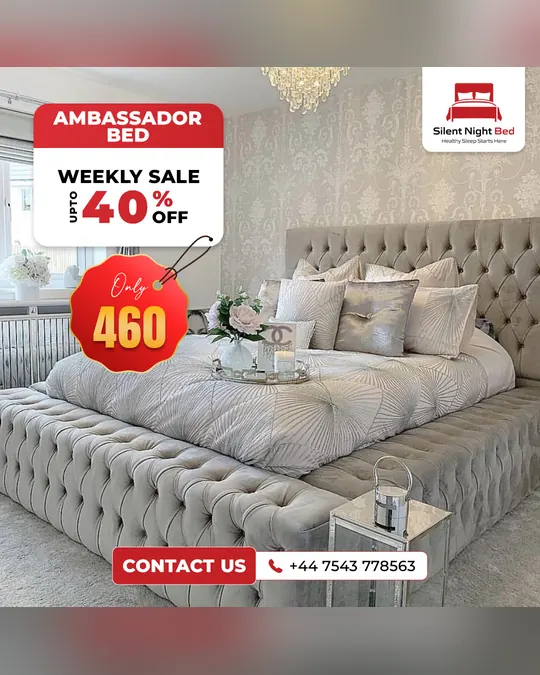 AMBASSADOR
BED
WEEKLY SALE
UPTO 40% OFF
Only
460
Silent Night Bed
Healthy Sleep Starts Here
CONTACT US
+44 7543 778563